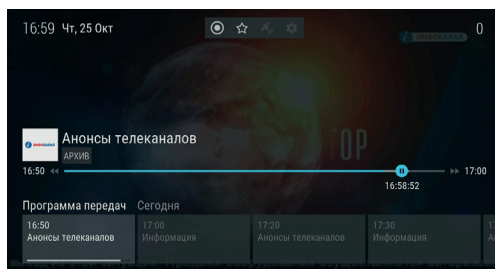 16:59 Чт, 25 Окт
0
ИНФОКАНАЛ
Анонсы телеканалов
АРХИВ
16:50
17:00
16:58:52
Программа передач Сегодня
16:50
Анонсы телеканалов
17:00
Информация
17:20
Анонсы телеканалов
17:30
Информация